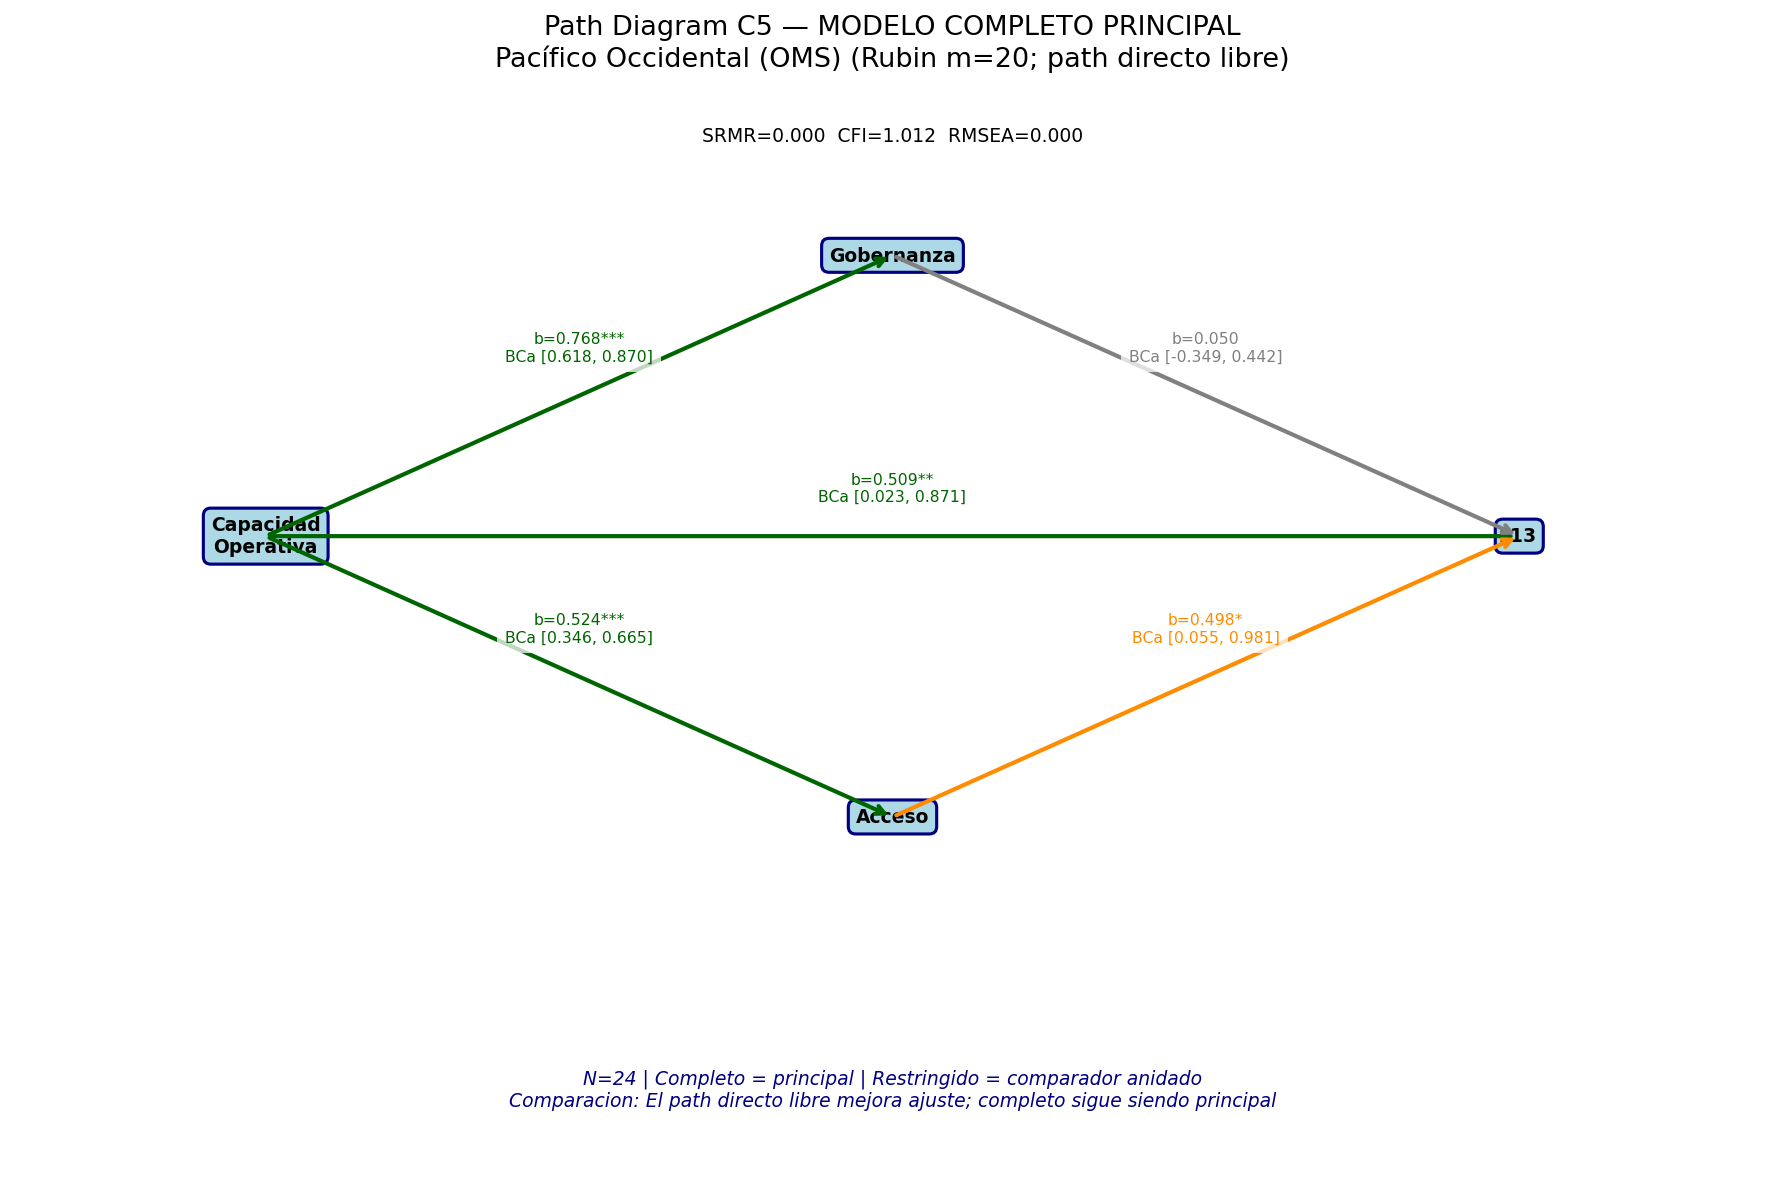 Path Diagram C5 — MODELO COMPLETO PRINCIPAL
Pacífico Occidental (OMS) (Rubin m=20; path directo libre)
SRMR=0.000  CFI=1.012  RMSEA=0.000
Gobernanza
b=0.768***
BCa [0.618, 0.870]
b=0.050
BCa [-0.349, 0.442]
b=0.509**
BCa [0.023, 0.871]
Capacidad
Operativa
13
b=0.524***
BCa [0.346, 0.665]
b=0.498*
BCa [0.055, 0.981]
Acceso
N=24 | Completo = principal | Restringido = comparador anidado
Comparacion: El path directo libre mejora ajuste; completo sigue siendo principal